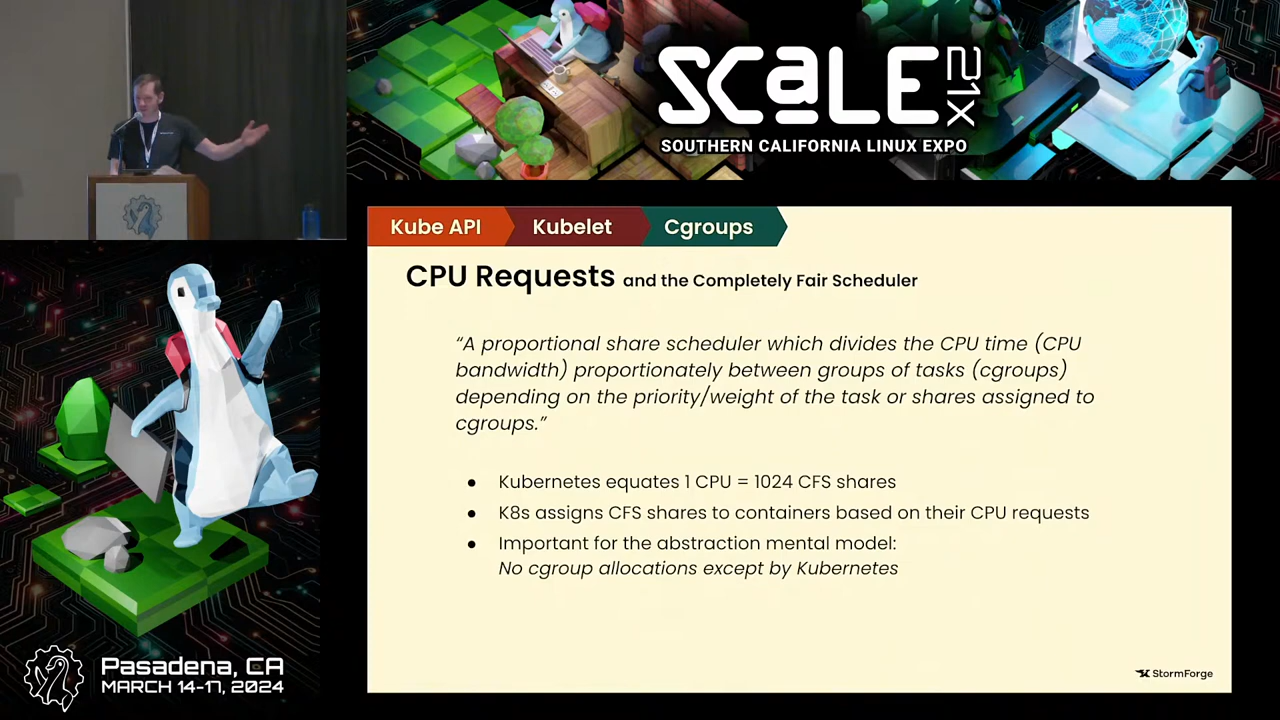 SCaLE 21X
SOUTHERN CALIFORNIA LINUX EXPO
Kube API
Kubelet
Cgroups
CPU Requests and the Completely Fair Scheduler
“A proportional share scheduler which divides the CPU time (CPU
bandwidth) proportionately between groups of tasks (cgroups)
depending on the priority/weight of the task or shares assigned to
cgroups.”
● Kubernetes equates 1 CPU = 1024 CFS shares
● K8s assigns CFS shares to containers based on their CPU requests
● Important for the abstraction mental model:
No cgroup allocations except by Kubernetes
StormForge
Pasadena, CA
MARCH 14-17, 2024